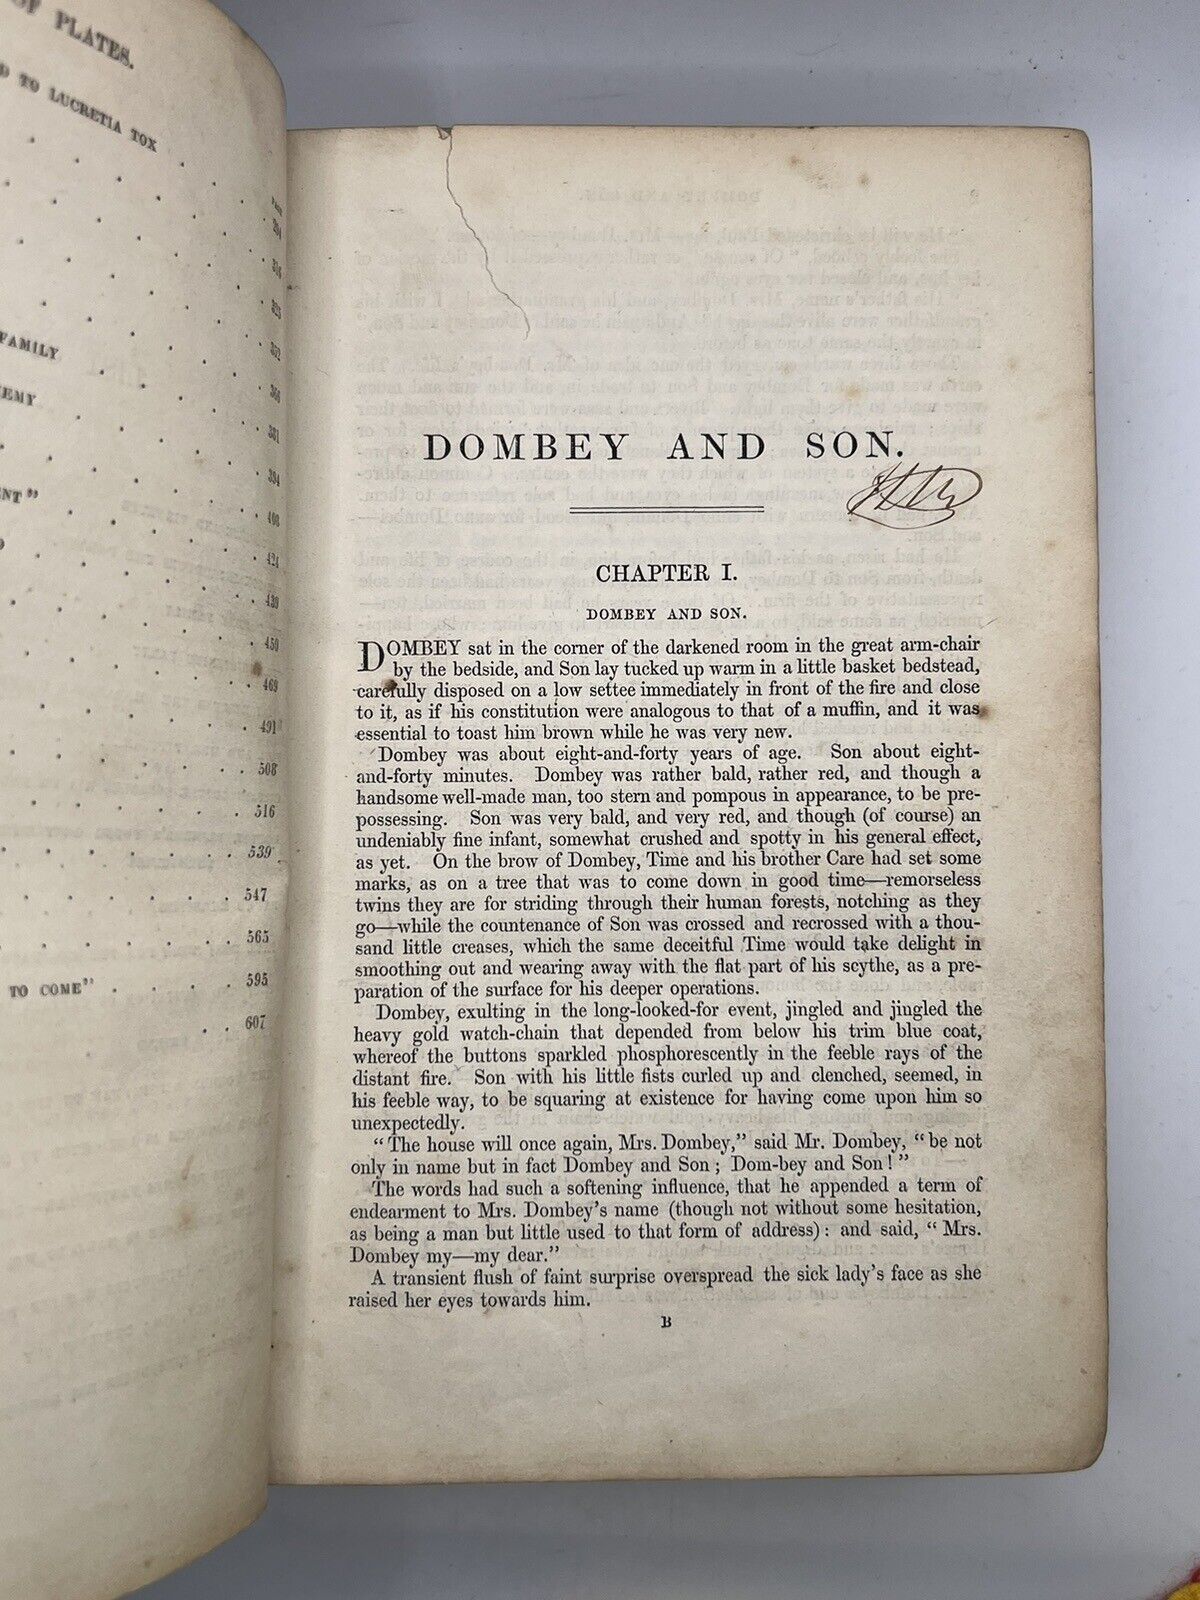 OF PLATES.
D TO LUCRETIA TOX
PAGE
204
316
325
FAMILY 352
368
EMY
381
394
ENT"
408
424
439
450
469
491
508
516
539
547
565
TO COME" 595
607
DOMBEY AND SON.
CHAPTER I.
DOMBEY AND SON.
DOMBEY sat in the corner of the darkened room in the great arm-chair
by the bedside, and Son lay tucked up warm in a little basket bedstead,
carefully disposed on a low settee immediately in front of the fire and close
to it, as if his constitution were analogous to that of a muffin, and it was
essential to toast him brown while he was very new.
Dombey was about eight-and-forty years of age. Son about eight-
and-forty minutes. Dombey was rather bald, rather red, and though a
handsome well-made man, too stern and pompous in appearance, to be pre-
possessing. Son was very bald, and very red, and though (of course) an
undeniably fine infant, somewhat crushed and spotty in his general effect,
as yet. On the brow of Dombey, Time and his brother Care had set some
marks, as on a tree that was to come down in good time—remorseless
twins they are for striding through their human forests, notching as they
go—while the countenance of Son was crossed and recrossed with a thou-
sand little creases, which the same deceitful Time would take delight in
smoothing out and wearing away with the flat part of his scythe, as a pre-
paration of the surface for his deeper operations.
Dombey, exulting in the long-looked-for event, jingled and jingled the
heavy gold watch-chain that depended from below his trim blue coat,
whereof the buttons sparkled phosphorescently in the feeble rays of the
distant fire. Son with his little fists curled up and clenched, seemed, in
his feeble way, to be squaring at existence for having come upon him so
unexpectedly.
"The house will once again, Mrs. Dombey," said Mr. Dombey, "be not
only in name but in fact Dombey and Son; Dom-bey and Son!"
The words had such a softening influence, that he appended a term of
endearment to Mrs. Dombey's name (though not without some hesitation,
as being a man but little used to that form of address): and said, "Mrs.
Dombey my—my dear."
A transient flush of faint surprise overspread the sick lady's face as she
raised her eyes towards him.
B